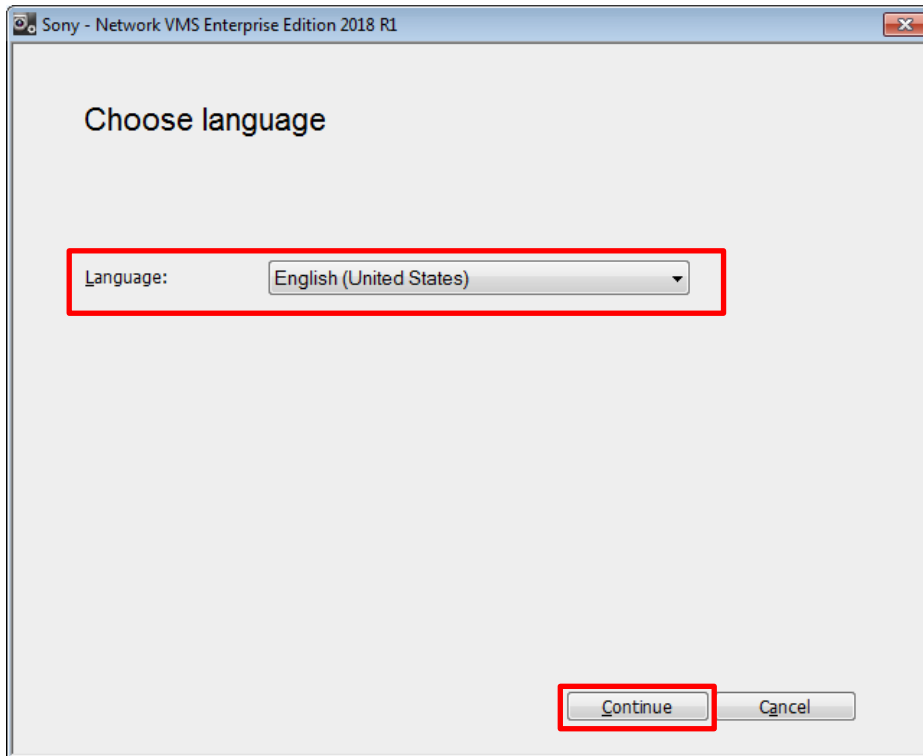 Sony - Network VMS Enterprise Edition 2018 R1
Choose language
Language: English (United States)
Continue Cancel